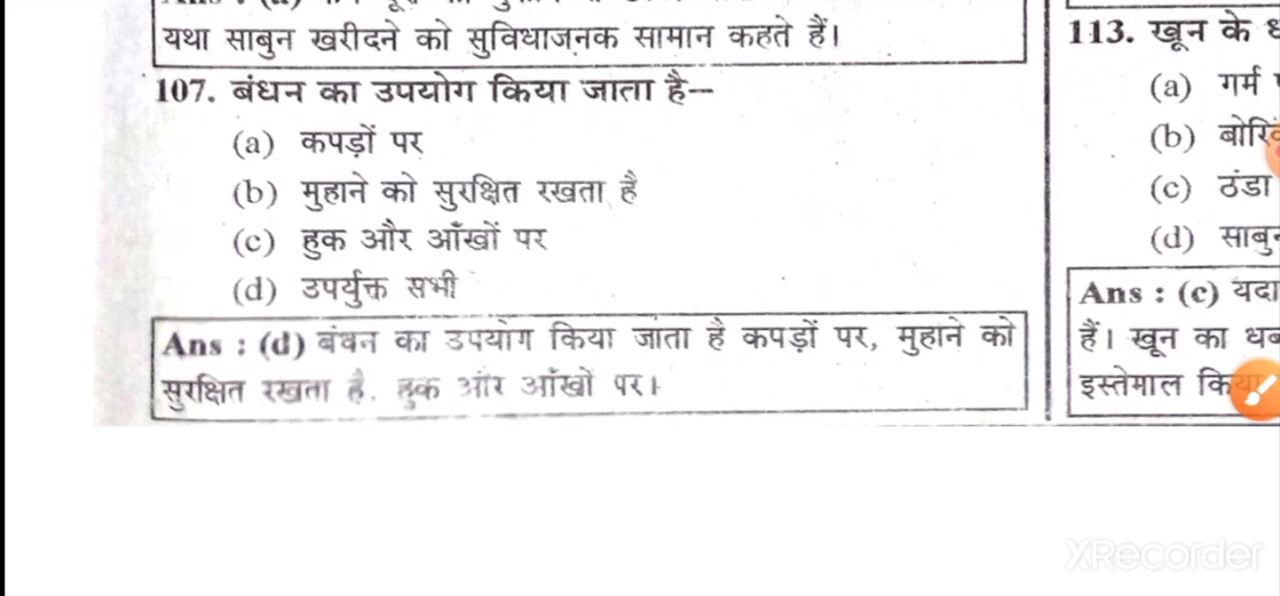 यथा साबुन खरीदने को सुविधाजनक सामान कहते हैं।
107. बंधन का उपयोग किया जाता है–
(a) कपड़ों पर
(b) मुहाने को सुरक्षित रखता है
(c) हुक और आँखों पर
(d) उपर्युक्त सभी
Ans : (d) बंधन का उपयोग किया जाता है कपड़ों पर, मुहाने को
सुरक्षित रखता है, हुक और आँखों पर।
113. खून के
(a) गर्म
(b)
(c) ठंडा
(d)
Ans : (c)
हैं। खून का
इस्तेमाल
XRecorder